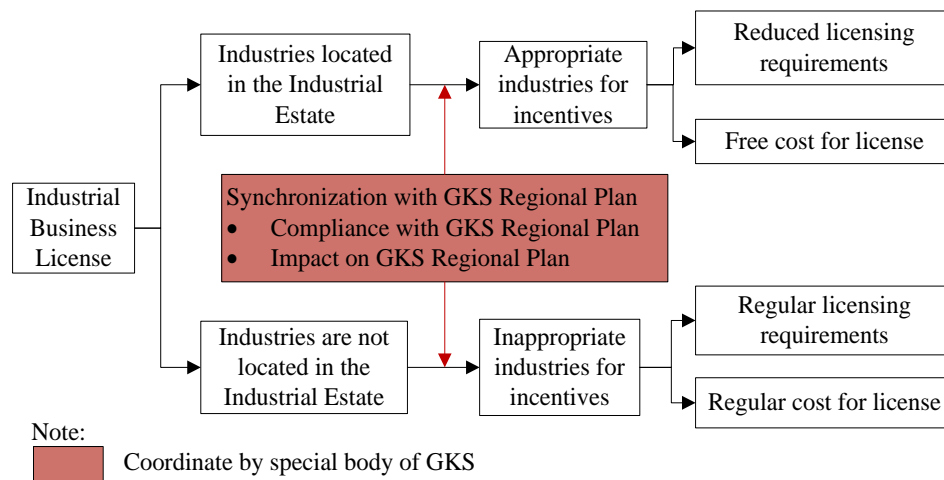 Industrial
Business
License
Industries located
in the Industrial
Estate
Appropriate
industries for
incentives
Reduced licensing
requirements
Free cost for license
Synchronization with GKS Regional Plan
• Compliance with GKS Regional Plan
• Impact on GKS Regional Plan
Industries are not
located in the
Industrial Estate
Inappropriate
industries for
incentives
Regular licensing
requirements
Regular cost for license
Note:
Coordinate by special body of GKS